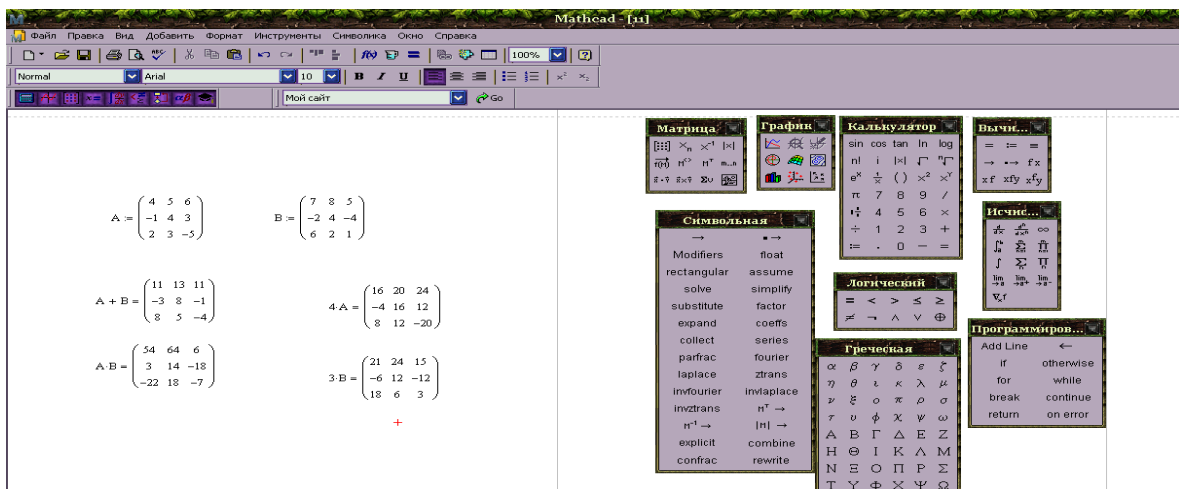 Mathcad - [11]
Файл Правка Вид Добавить Формат Инструменты Символика Окно Справка
100%
Normal Arial 10 B I U
Мой сайт Go
A := ( 4 5 6
−1 4 3
2 3 −5 )
B := ( 7 8 5
−2 4 −4
6 2 1 )
A + B = ( 11 13 11
−3 8 −1
8 5 −4 )
4·A = ( 16 20 24
−4 16 12
8 12 −20 )
A·B = ( 54 64 6
3 14 −18
−22 18 −7 )
3·B = ( 21 24 15
−6 12 −12
18 6 3 )
Матрица
График
Калькулятор
sin cos tan ln log
n! i |×|
( ) ×² ×ʸ
π 7 8 9 /
4 5 6 ×
÷ 1 2 3 +
:= . 0 − =
Вычи...
= := ≡
→ ▪→ f x
x f x f y x f y
Символьная
→ ▪ →
Modifiers float
rectangular assume
solve simplify
substitute factor
expand coeffs
collect series
parfrac fourier
laplace ztrans
invfourier invlaplace
invztrans Mᵀ →
M⁻¹ → |M| →
explicit combine
confrac rewrite
Исчис...
Логический
= < > ≤ ≥
≠ ¬ ∧ ∨ ⊕
Греческая
α β γ δ ε ζ
η θ ι κ λ μ
ν ξ ο π ρ σ
τ υ φ χ ψ ω
Α Β Γ Δ Ε Ζ
Η Θ Ι Κ Λ Μ
Ν Ξ Ο Π Ρ Σ
Τ Υ Φ Χ Ψ Ω
Программиров...
Add Line ←
if otherwise
for while
break continue
return on error